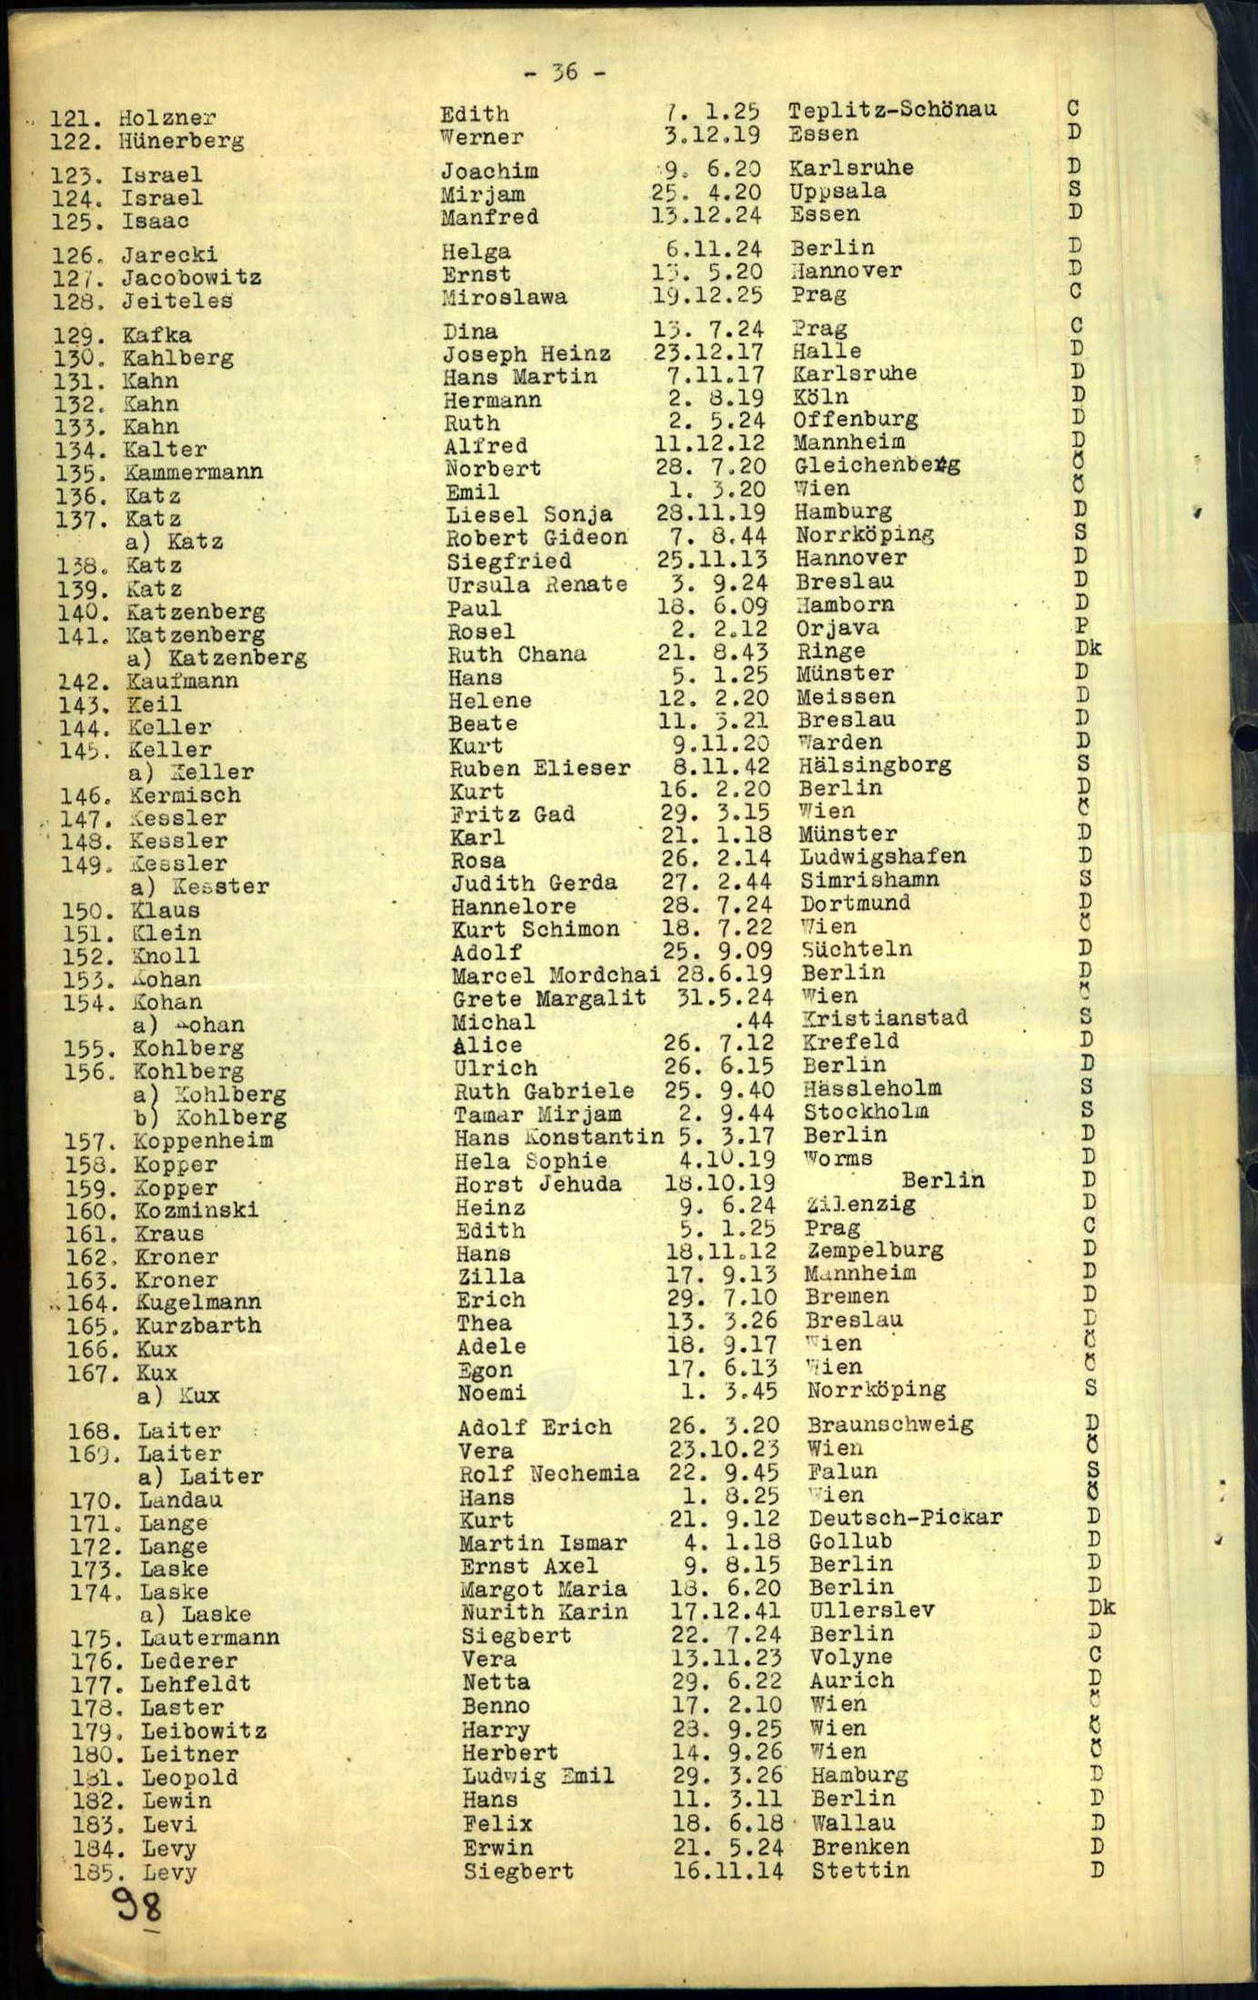 - 36 -
121. Holzner Edith 7. 1.25 Teplitz-Schönau C
122. Hünerberg Werner 3.12.19 Essen D
123. Israel Joachim 9. 6.20 Karlsruhe D
124. Israel Mirjam 25. 4.20 Uppsala S
125. Isaac Manfred 13.12.24 Essen D
126. Jarecki Helga 6.11.24 Berlin D
127. Jacobowitz Ernst 13. 5.20 Hannover D
128. Jeiteles Miroslawa 19.12.25 Prag C
129. Kafka Dina 13. 7.24 Prag C
130. Kahlberg Joseph Heinz 23.12.17 Halle D
131. Kahn Hans Martin 7.11.17 Karlsruhe D
132. Kahn Hermann 2. 8.19 Köln D
133. Kahn Ruth 2. 5.24 Offenburg D
134. Kalter Alfred 11.12.12 Mannheim D
135. Kammermann Norbert 28. 7.20 Gleichenberg Ö
136. Katz Emil 1. 3.20 Wien Ö
137. Katz Liesel Sonja 28.11.19 Hamburg D
a) Katz Robert Gideon 7. 8.44 Norrköping S
138. Katz Siegfried 25.11.13 Hannover D
139. Katz Ursula Renate 3. 9.24 Breslau D
140. Katzenberg Paul 18. 6.09 Hamborn D
141. Katzenberg Rosel 2. 2.12 Orjava P
a) Katzenberg Ruth Chana 21. 8.43 Ringe Dk
142. Kaufmann Hans 5. 1.25 Münster D
143. Keil Helene 12. 2.20 Meissen D
144. Keller Beate 11. 3.21 Breslau D
145. Keller Kurt 9.11.20 Warden D
a) Keller Ruben Elieser 8.11.42 Hälsingborg S
146. Kermisch Kurt 16. 2.20 Berlin D
147. Kessler Fritz Gad 29. 3.15 Wien Ö
148. Kessler Karl 21. 1.18 Münster D
149. Kessler Rosa 26. 2.14 Ludwigshafen D
a) Kesster Judith Gerda 27. 2.44 Simrishamn S
150. Klaus Hannelore 28. 7.24 Dortmund D
151. Klein Kurt Schimon 18. 7.22 Wien Ö
152. Knoll Adolf 25. 9.09 Süchteln D
153. Kohan Marcel Mordchai 28.6.19 Berlin D
154. Kohan Grete Margalit 31.5.24 Wien Ö
a) Kohan Michal .44 Kristianstad S
155. Kohlberg Alice 26. 7.12 Krefeld D
156. Kohlberg Ulrich 26. 6.15 Berlin D
a) Kohlberg Ruth Gabriele 25. 9.40 Hässleholm S
b) Kohlberg Tamar Mirjam 2. 9.44 Stockholm S
157. Koppenheim Hans Konstantin 5. 3.17 Berlin D
158. Kopper Hela Sophie 4.10.19 Worms D
159. Kopper Horst Jehuda 18.10.19 Berlin D
160. Kozminski Heinz 9. 6.24 Zilenzig D
161. Kraus Edith 5. 1.25 Prag C
162. Kroner Hans 18.11.12 Zempelburg D
163. Kroner Zilla 17. 9.13 Mannheim D
164. Kugelmann Erich 29. 7.10 Bremen D
165. Kurzbarth Thea 13. 3.26 Breslau D
166. Kux Adele 18. 9.17 Wien Ö
167. Kux Egon 17. 6.13 Wien Ö
a) Kux Noemi 1. 3.45 Norrköping S
168. Laiter Adolf Erich 26. 3.20 Braunschweig D
169. Laiter Vera 23.10.23 Wien Ö
a) Laiter Rolf Nechemia 22. 9.45 Falun S
170. Landau Hans 1. 8.25 Wien Ö
171. Lange Kurt 21. 9.12 Deutsch-Pickar D
172. Lange Martin Ismar 4. 1.18 Gollub D
173. Laske Ernst Axel 9. 8.15 Berlin D
174. Laske Margot Maria 18. 6.20 Berlin D
a) Laske Nurith Karin 17.12.41 Ullerslev Dk
175. Lautermann Siegbert 22. 7.24 Berlin D
176. Lederer Vera 13.11.23 Volyne C
177. Lehfeldt Netta 29. 6.22 Aurich D
178. Laster Benno 17. 2.10 Wien Ö
179. Leibowitz Harry 28. 9.25 Wien Ö
180. Leitner Herbert 14. 9.26 Wien Ö
181. Leopold Ludwig Emil 29. 3.26 Hamburg D
182. Lewin Hans 11. 3.11 Berlin D
183. Levi Felix 18. 6.18 Wallau D
184. Levy Erwin 21. 5.24 Brenken D
185. Levy Siegbert 16.11.14 Stettin D
98